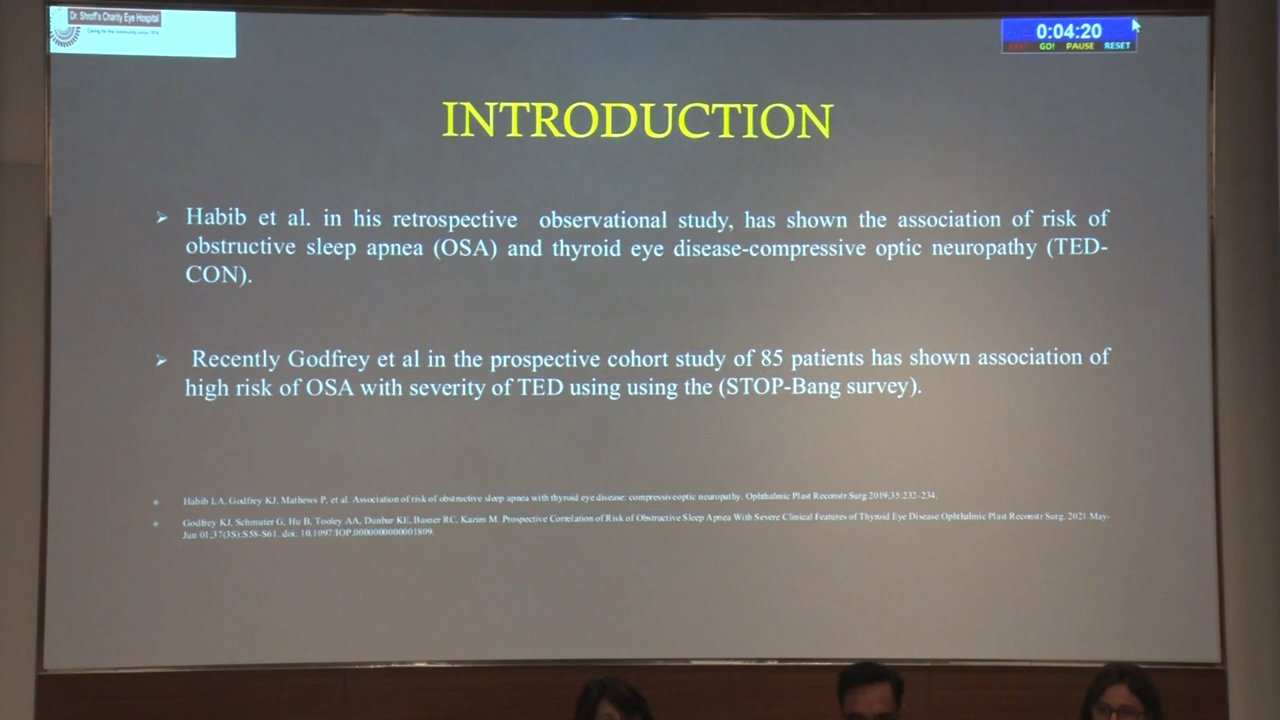 Dr. Shroff's Charity Eye Hospital
Caring for the community since 1914
0:04:20
GO! PAUSE RESET
INTRODUCTION
Habib et al. in his retrospective observational study, has shown the association of risk of
obstructive sleep apnea (OSA) and thyroid eye disease-compressive optic neuropathy (TED-
CON).
Recently Godfrey et al in the prospective cohort study of 85 patients has shown association of
high risk of OSA with severity of TED using using the (STOP-Bang survey).
Habib LA, Godfrey KJ, Mathews P, et al. Association of risk of obstructive sleep apnea with thyroid eye disease: compressiveoptic neuropathy. Ophthalmic Plast Reconstr Surg 2019;35:232-234.
Godfrey KJ, Schmuter G, Hu B, Tooley AA, Dunbar KE, Basner RC, Kazim M. Prospective Correlation of Risk of Obstructive Sleep Apnea With Severe Clinical Features of Thyroid Eye Disease Ophthalmic Plast Reconstr Surg. 2021 May-
Jun 01;37(3S):S58-S61. doi: 10.1097/IOP.0000000000001809.